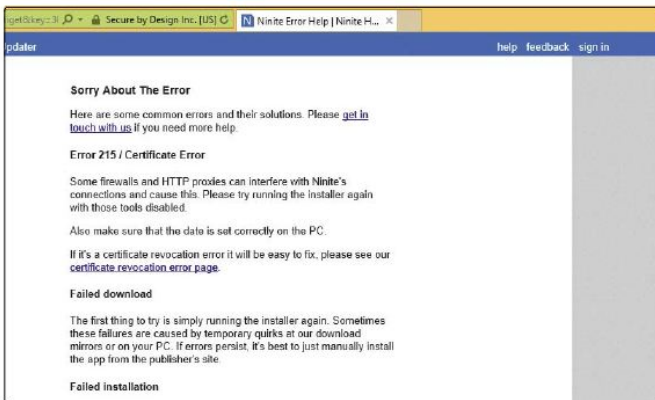 iget&key=3(
Secure by Design Inc. [US]
N Ninite Error Help | Ninite H... ×
Updater
help feedback sign in
Sorry About The Error
Here are some common errors and their solutions. Please get in
touch with us if you need more help.
Error 215 / Certificate Error
Some firewalls and HTTP proxies can interfere with Ninite's
connections and cause this. Please try running the installer again
with those tools disabled.
Also make sure that the date is set correctly on the PC.
If it's a certificate revocation error it will be easy to fix, please see our
certificate revocation error page.
Failed download
The first thing to try is simply running the installer again. Sometimes
these failures are caused by temporary quirks at our download
mirrors or on your PC. If errors persist, it's best to just manually install
the app from the publisher's site.
Failed installation